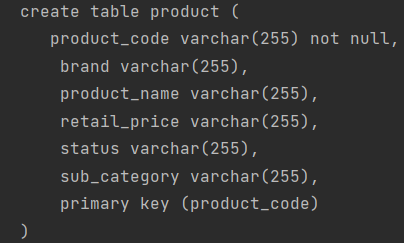 create table product (
product_code varchar(255) not null,
brand varchar(255),
product_name varchar(255),
retail_price varchar(255),
status varchar(255),
sub_category varchar(255),
primary key (product_code)
)